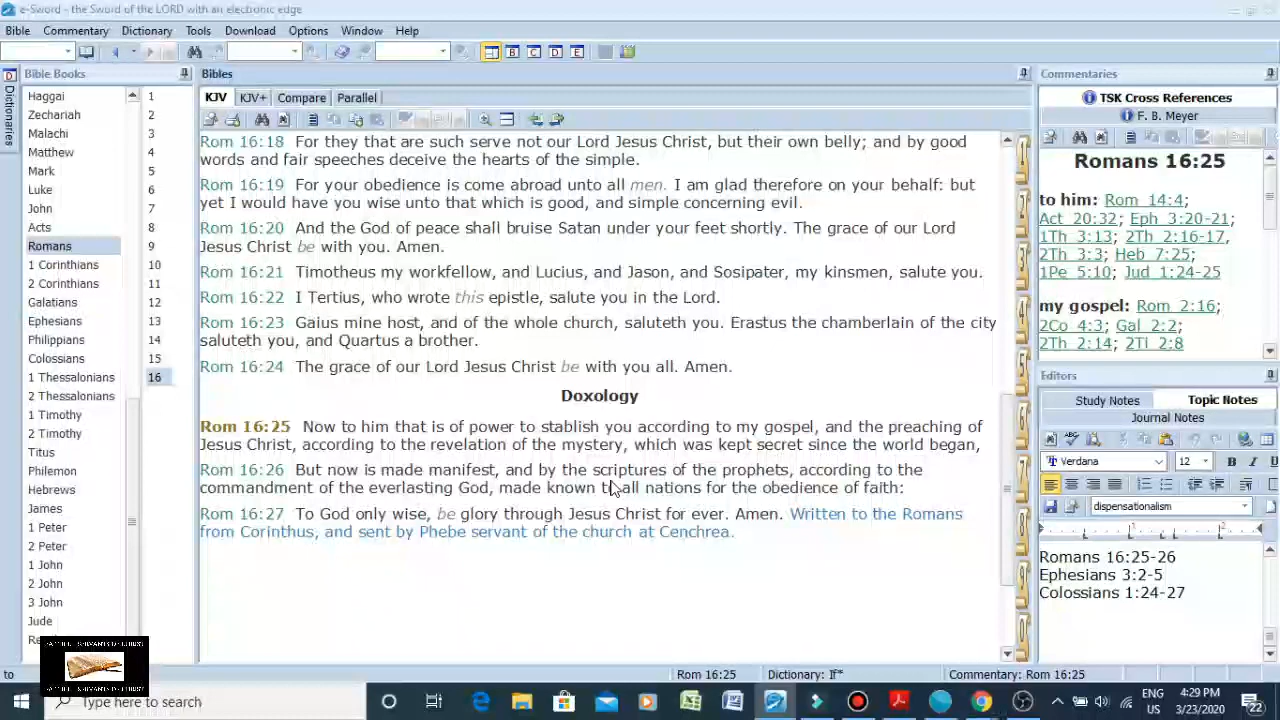 e-Sword - the Sword of the LORD with an electronic edge
Bible Commentary Dictionary Tools Download Options Window Help
B C D E
D Dictionaries
Bible Books
Haggai
Zechariah
Malachi
Matthew
Mark
Luke
John
Acts
Romans
1 Corinthians
2 Corinthians
Galatians
Ephesians
Philippians
Colossians
1 Thessalonians
2 Thessalonians
1 Timothy
2 Timothy
Titus
Philemon
Hebrews
James
1 Peter
2 Peter
1 John
2 John
3 John
Jude
1
2
3
4
5
6
7
8
9
10
11
12
13
14
15
16
Bibles
KJV KJV+ Compare Parallel
Rom 16:18 For they that are such serve not our Lord Jesus Christ, but their own belly; and by good
words and fair speeches deceive the hearts of the simple.
Rom 16:19 For your obedience is come abroad unto all men. I am glad therefore on your behalf: but
yet I would have you wise unto that which is good, and simple concerning evil.
Rom 16:20 And the God of peace shall bruise Satan under your feet shortly. The grace of our Lord
Jesus Christ be with you. Amen.
Rom 16:21 Timotheus my workfellow, and Lucius, and Jason, and Sosipater, my kinsmen, salute you.
Rom 16:22 I Tertius, who wrote this epistle, salute you in the Lord.
Rom 16:23 Gaius mine host, and of the whole church, saluteth you. Erastus the chamberlain of the city
saluteth you, and Quartus a brother.
Rom 16:24 The grace of our Lord Jesus Christ be with you all. Amen.
Doxology
Rom 16:25 Now to him that is of power to stablish you according to my gospel, and the preaching of
Jesus Christ, according to the revelation of the mystery, which was kept secret since the world began,
Rom 16:26 But now is made manifest, and by the scriptures of the prophets, according to the
commandment of the everlasting God, made known to all nations for the obedience of faith:
Rom 16:27 To God only wise, be glory through Jesus Christ for ever. Amen. Written to the Romans
from Corinthus, and sent by Phebe servant of the church at Cenchrea.
Commentaries
TSK Cross References
F. B. Meyer
Romans 16:25
to him: Rom 14:4;
Act 20:32; Eph 3:20-21;
1Th 3:13; 2Th 2:16-17,
2Th 3:3; Heb 7:25;
1Pe 5:10; Jud 1:24-25
my gospel: Rom 2:16;
2Co 4:3; Gal 2:2;
2Th 2:14; 2Ti 2:8
Editors
Study Notes Topic Notes
Journal Notes
Verdana 12 B I
dispensationalism
Romans 16:25-26
Ephesians 3:2-5
Colossians 1:24-27
FAITHFUL SERVANTS OF CHRIST
FAITHFUL SERVANTS OF CHRIST
to Rom 16:25 Dictionary: If* Commentary: Rom 16:25
Type here to search
ENG
US
4:29 PM
3/23/2020
22